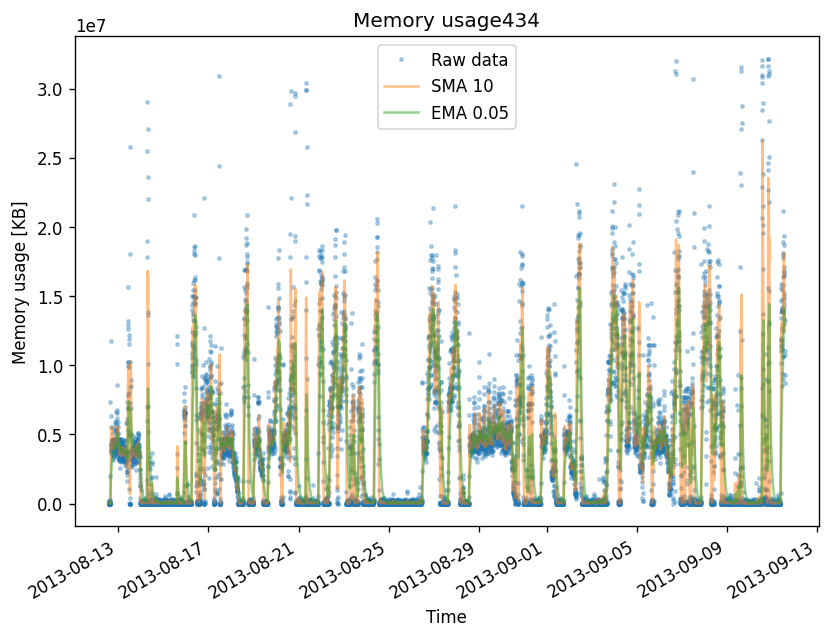 Memory usage434
1e7
Raw data
SMA 10
EMA 0.05
3.0
2.5
2.0
1.5
1.0
0.5
0.0
Memory usage [KB]
2013-08-13
2013-08-17
2013-08-21
2013-08-25
2013-08-29
2013-09-01
2013-09-05
2013-09-09
2013-09-13
Time